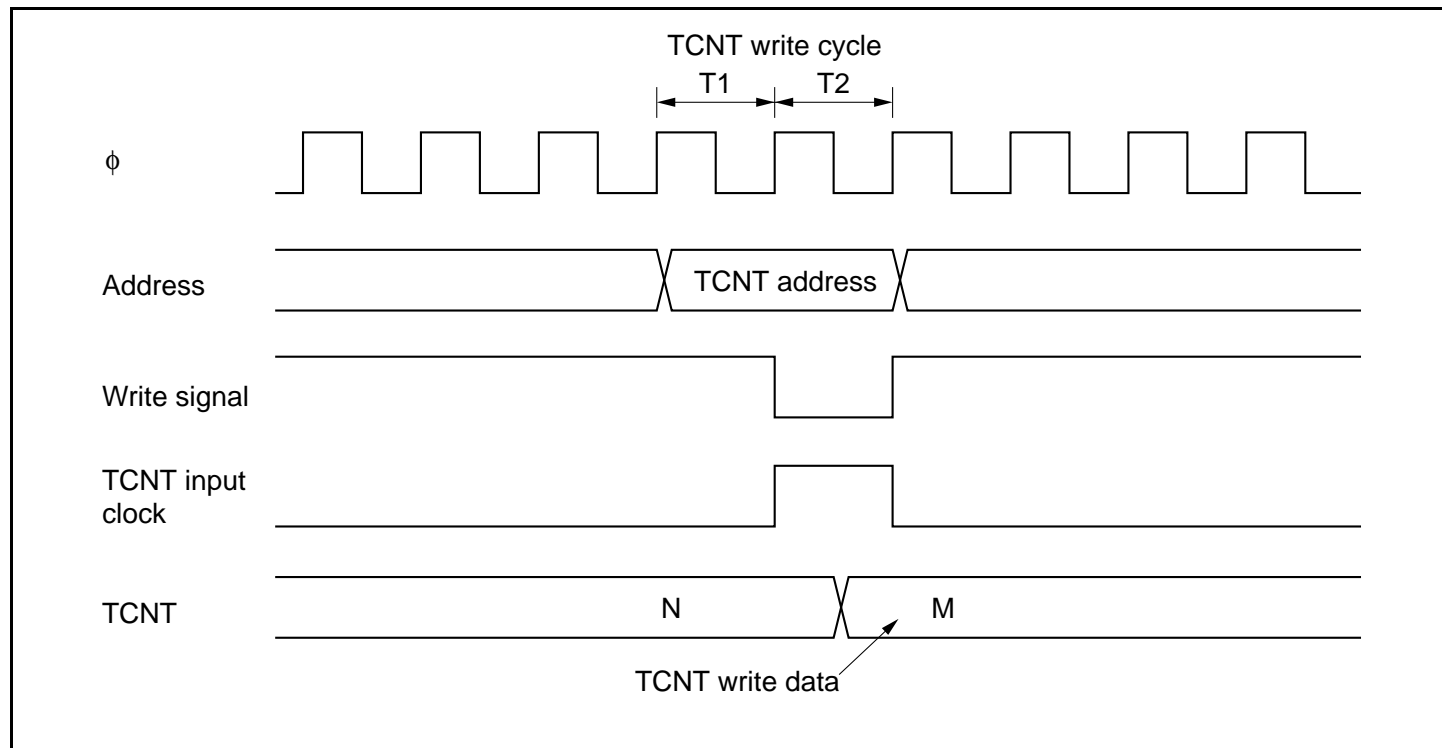 TCNT write cycle
T1 T2
ϕ
Address
TCNT address
Write signal
TCNT input
clock
TCNT
N M
TCNT write data